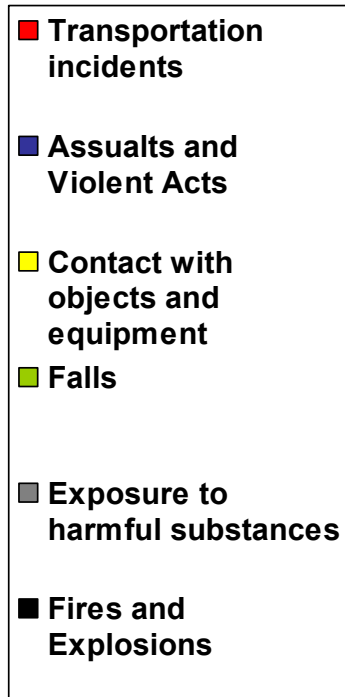 Transportation
incidents
Assualts and
Violent Acts
Contact with
objects and
equipment
Falls
Exposure to
harmful substances
Fires and
Explosions